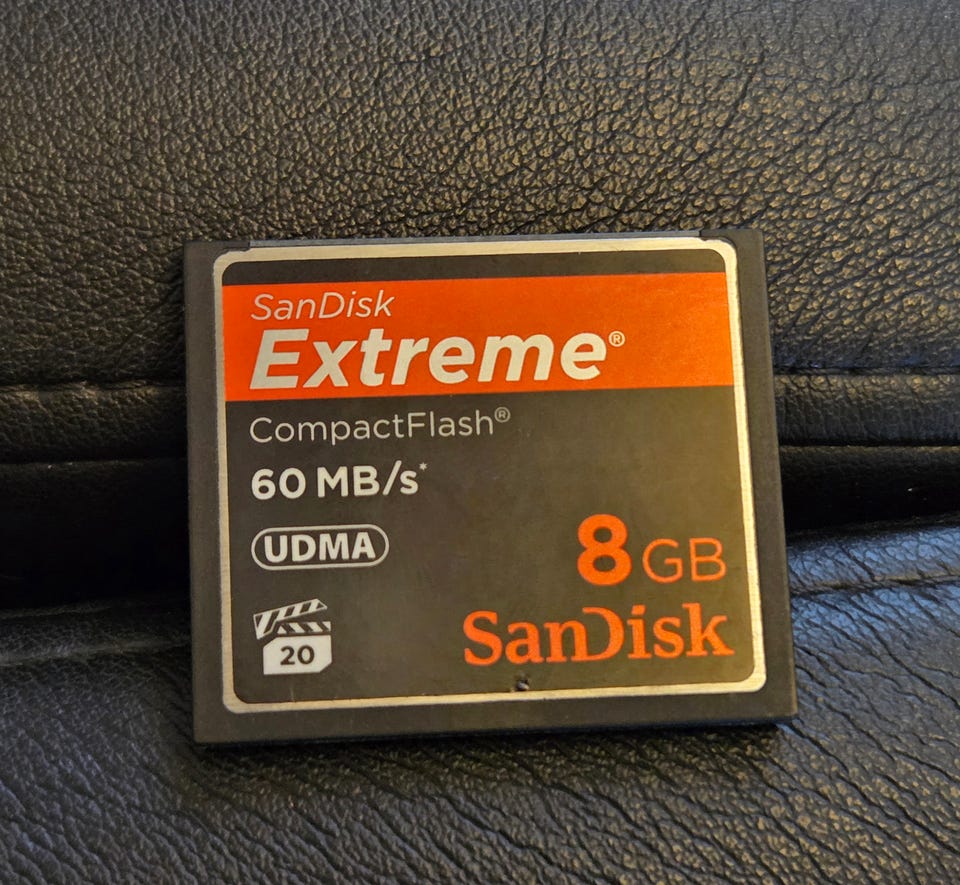 SanDisk
Extreme®
CompactFlash®
60 MB/s*
UDMA
8 GB
20
SanDisk